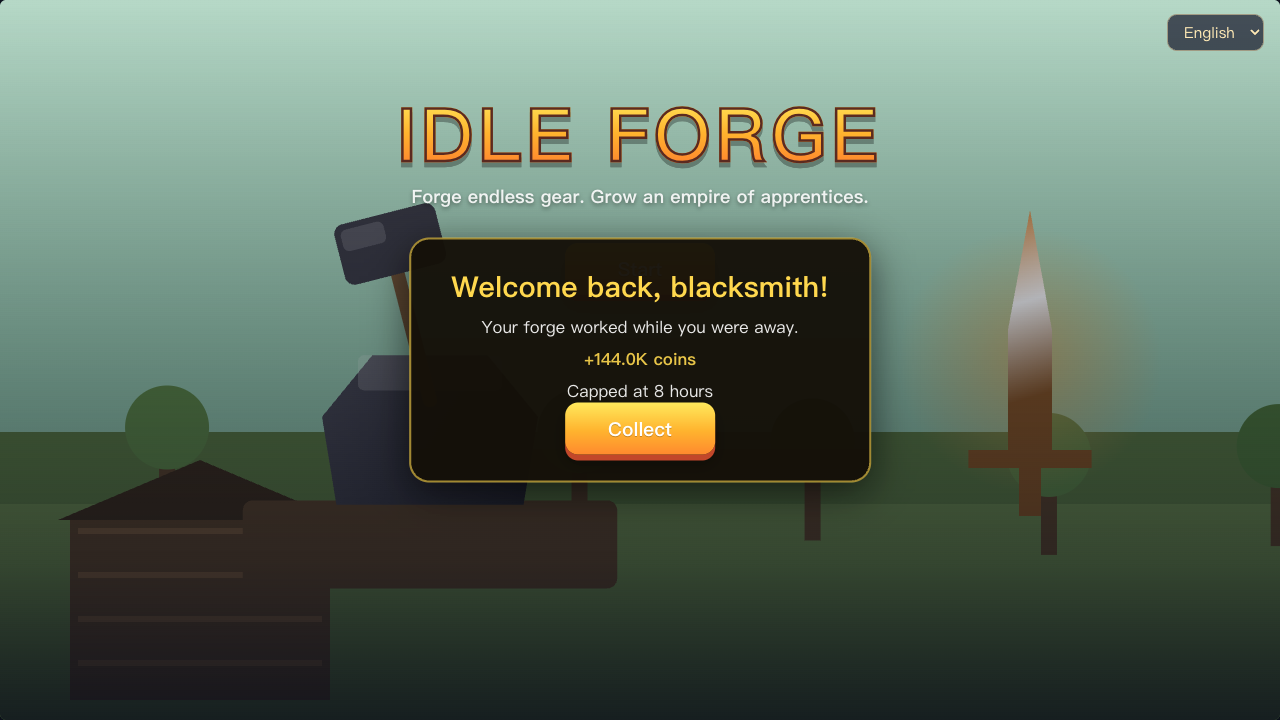 English
IDLE FORGE
Forge endless gear. Grow an empire of apprentices.
Welcome back, blacksmith!
Your forge worked while you were away.
+144.0K coins
Capped at 8 hours
Collect